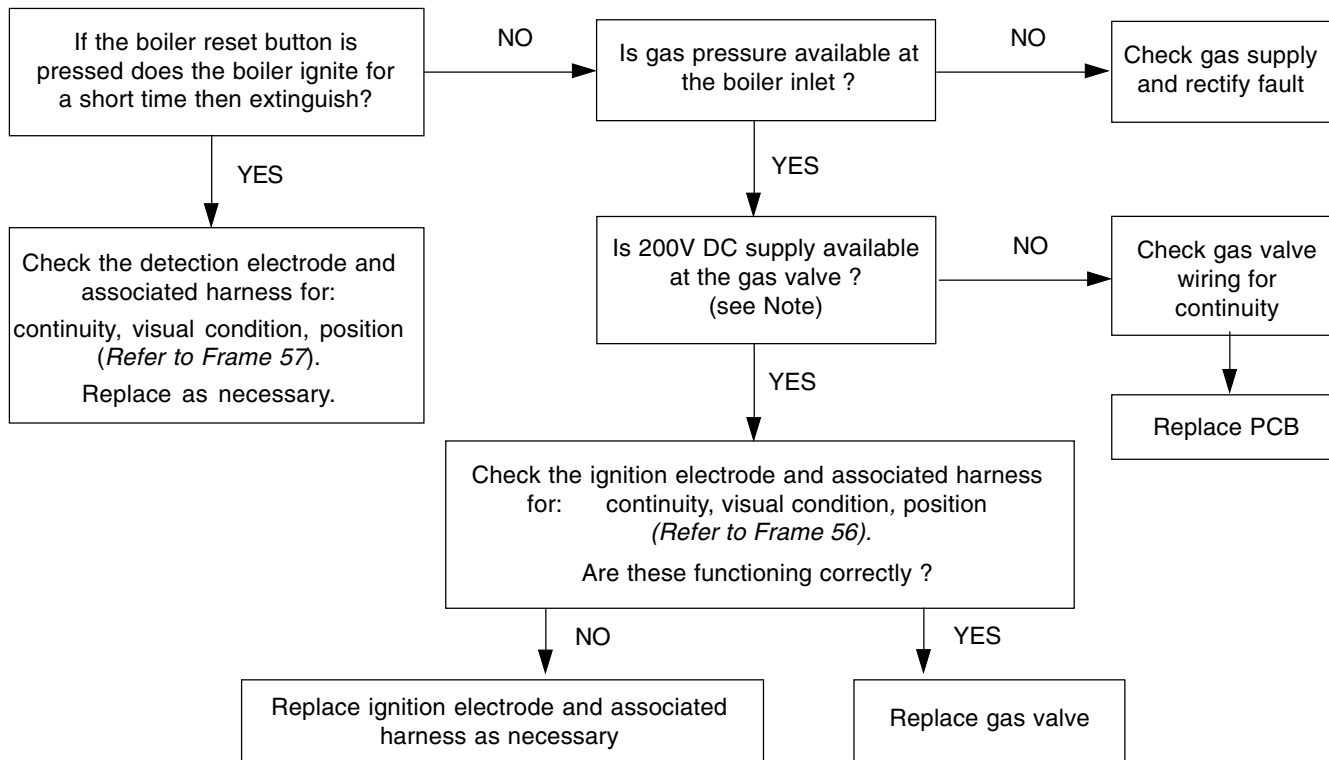 If the boiler reset button is
pressed does the boiler ignite for
a short time then extinguish?
NO
Is gas pressure available at
the boiler inlet ?
NO
Check gas supply
and rectify fault
YES
YES
Check the detection electrode and
associated harness for:
continuity, visual condition, position
(Refer to Frame 57).
Replace as necessary.
Is 200V DC supply available
at the gas valve ?
(see Note)
NO
Check gas valve
wiring for
continuity
YES
Replace PCB
Check the ignition electrode and associated harness
for: continuity, visual condition, position
(Refer to Frame 56).
Are these functioning correctly ?
NO
YES
Replace ignition electrode and associated
harness as necessary
Replace gas valve